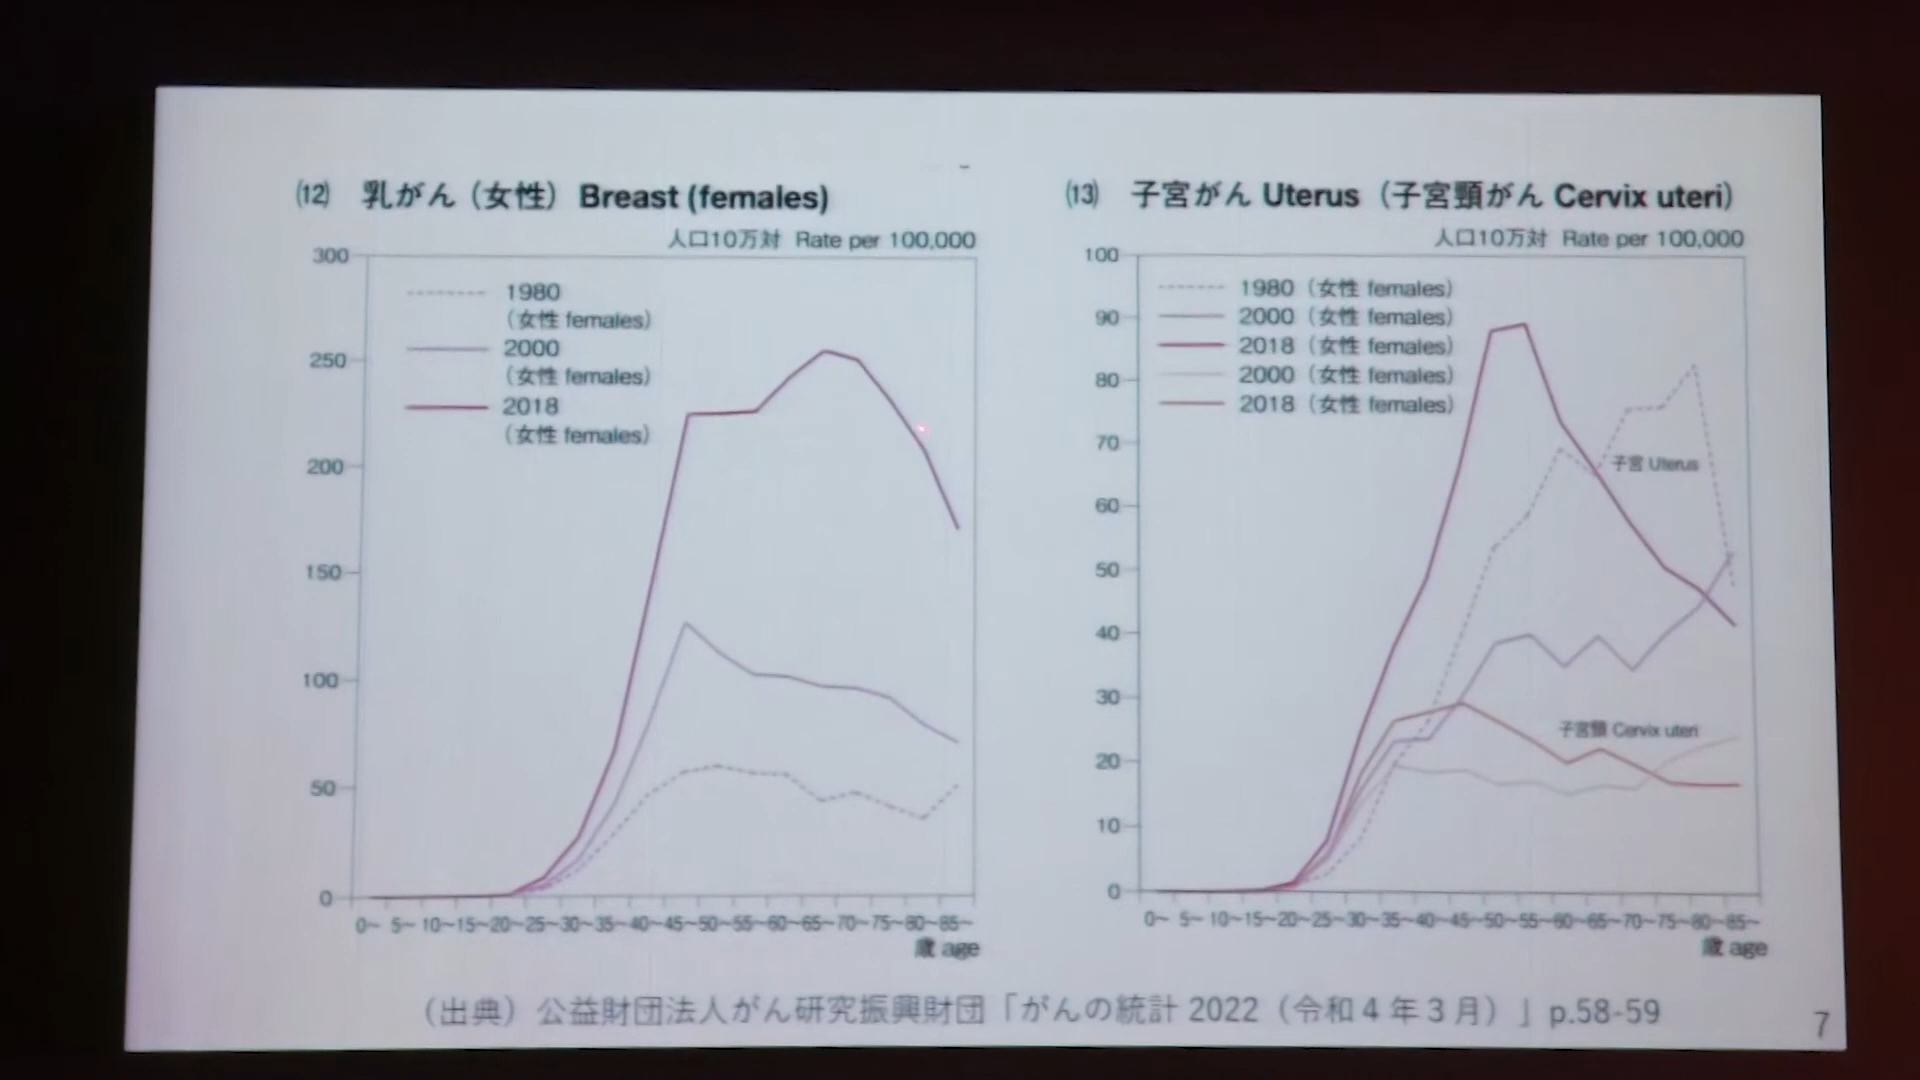 (12) 乳がん（女性） Breast (females)
人口10万対 Rate per 100,000
300
250
200
150
100
50
0
1980
（女性 females）
2000
（女性 females）
2018
（女性 females）
0～ 5～ 10～15～20～25～30～35～40～45～50～55～60～65～70～75～80～85～
歳 age
(13) 子宮がん Uterus（子宮頸がん Cervix uteri）
人口10万対 Rate per 100,000
100
90
80
70
60
50
40
30
20
10
0
1980（女性 females）
2000（女性 females）
2018（女性 females）
2000（女性 females）
2018（女性 females）
子宮 Uterus
子宮頸 Cervix uteri
0～ 5～ 10～15～20～25～30～35～40～45～50～55～60～65～70～75～80～85～
歳 age
（出典）公益財団法人がん研究振興財団「がんの統計 2022（令和４年３月）」p.58-59
7